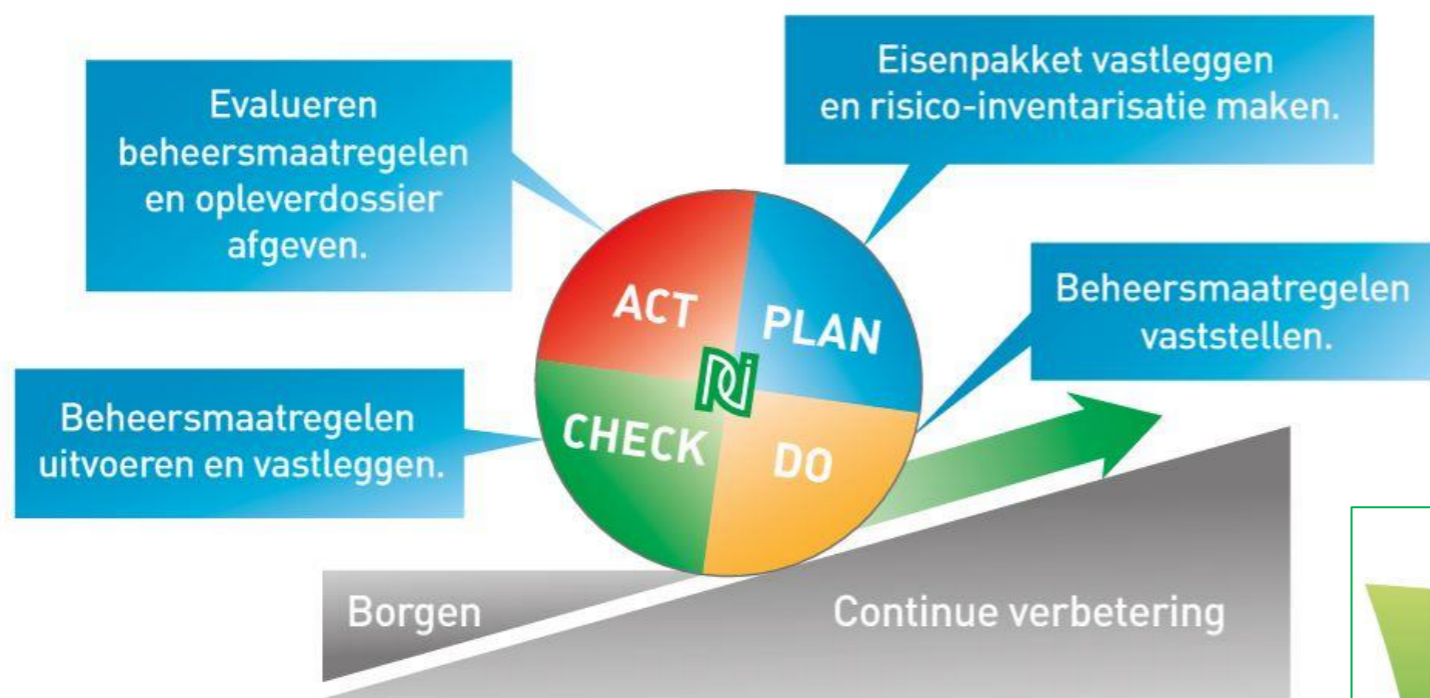 Evalueren
beheersmaatregelen
en opleverdossier
afgeven.
Eisenpakket vastleggen
en risico-inventarisatie maken.
Beheersmaatregelen
vaststellen.
Beheersmaatregelen
uitvoeren en vastleggen.
ACT
PLAN
CHECK
DO
Borgen
Continue verbetering